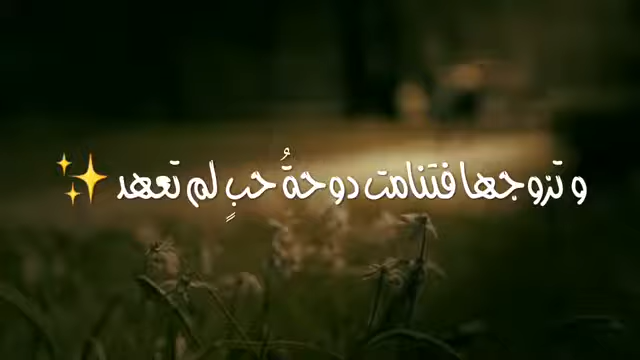 و تزوجها فتنامت دوحةُ حبٍ لم تعهد ✨